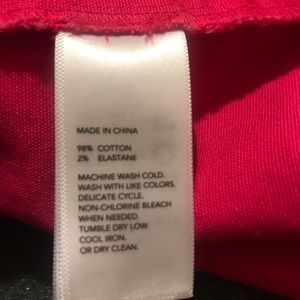 MADE IN CHINA
98% COTTON
2% ELASTANE
MACHINE WASH COLD.
WASH WITH LIKE COLORS.
DELICATE CYCLE.
NON-CHLORINE BLEACH
WHEN NEEDED.
TUMBLE DRY LOW.
COOL IRON.
OR DRY CLEAN.